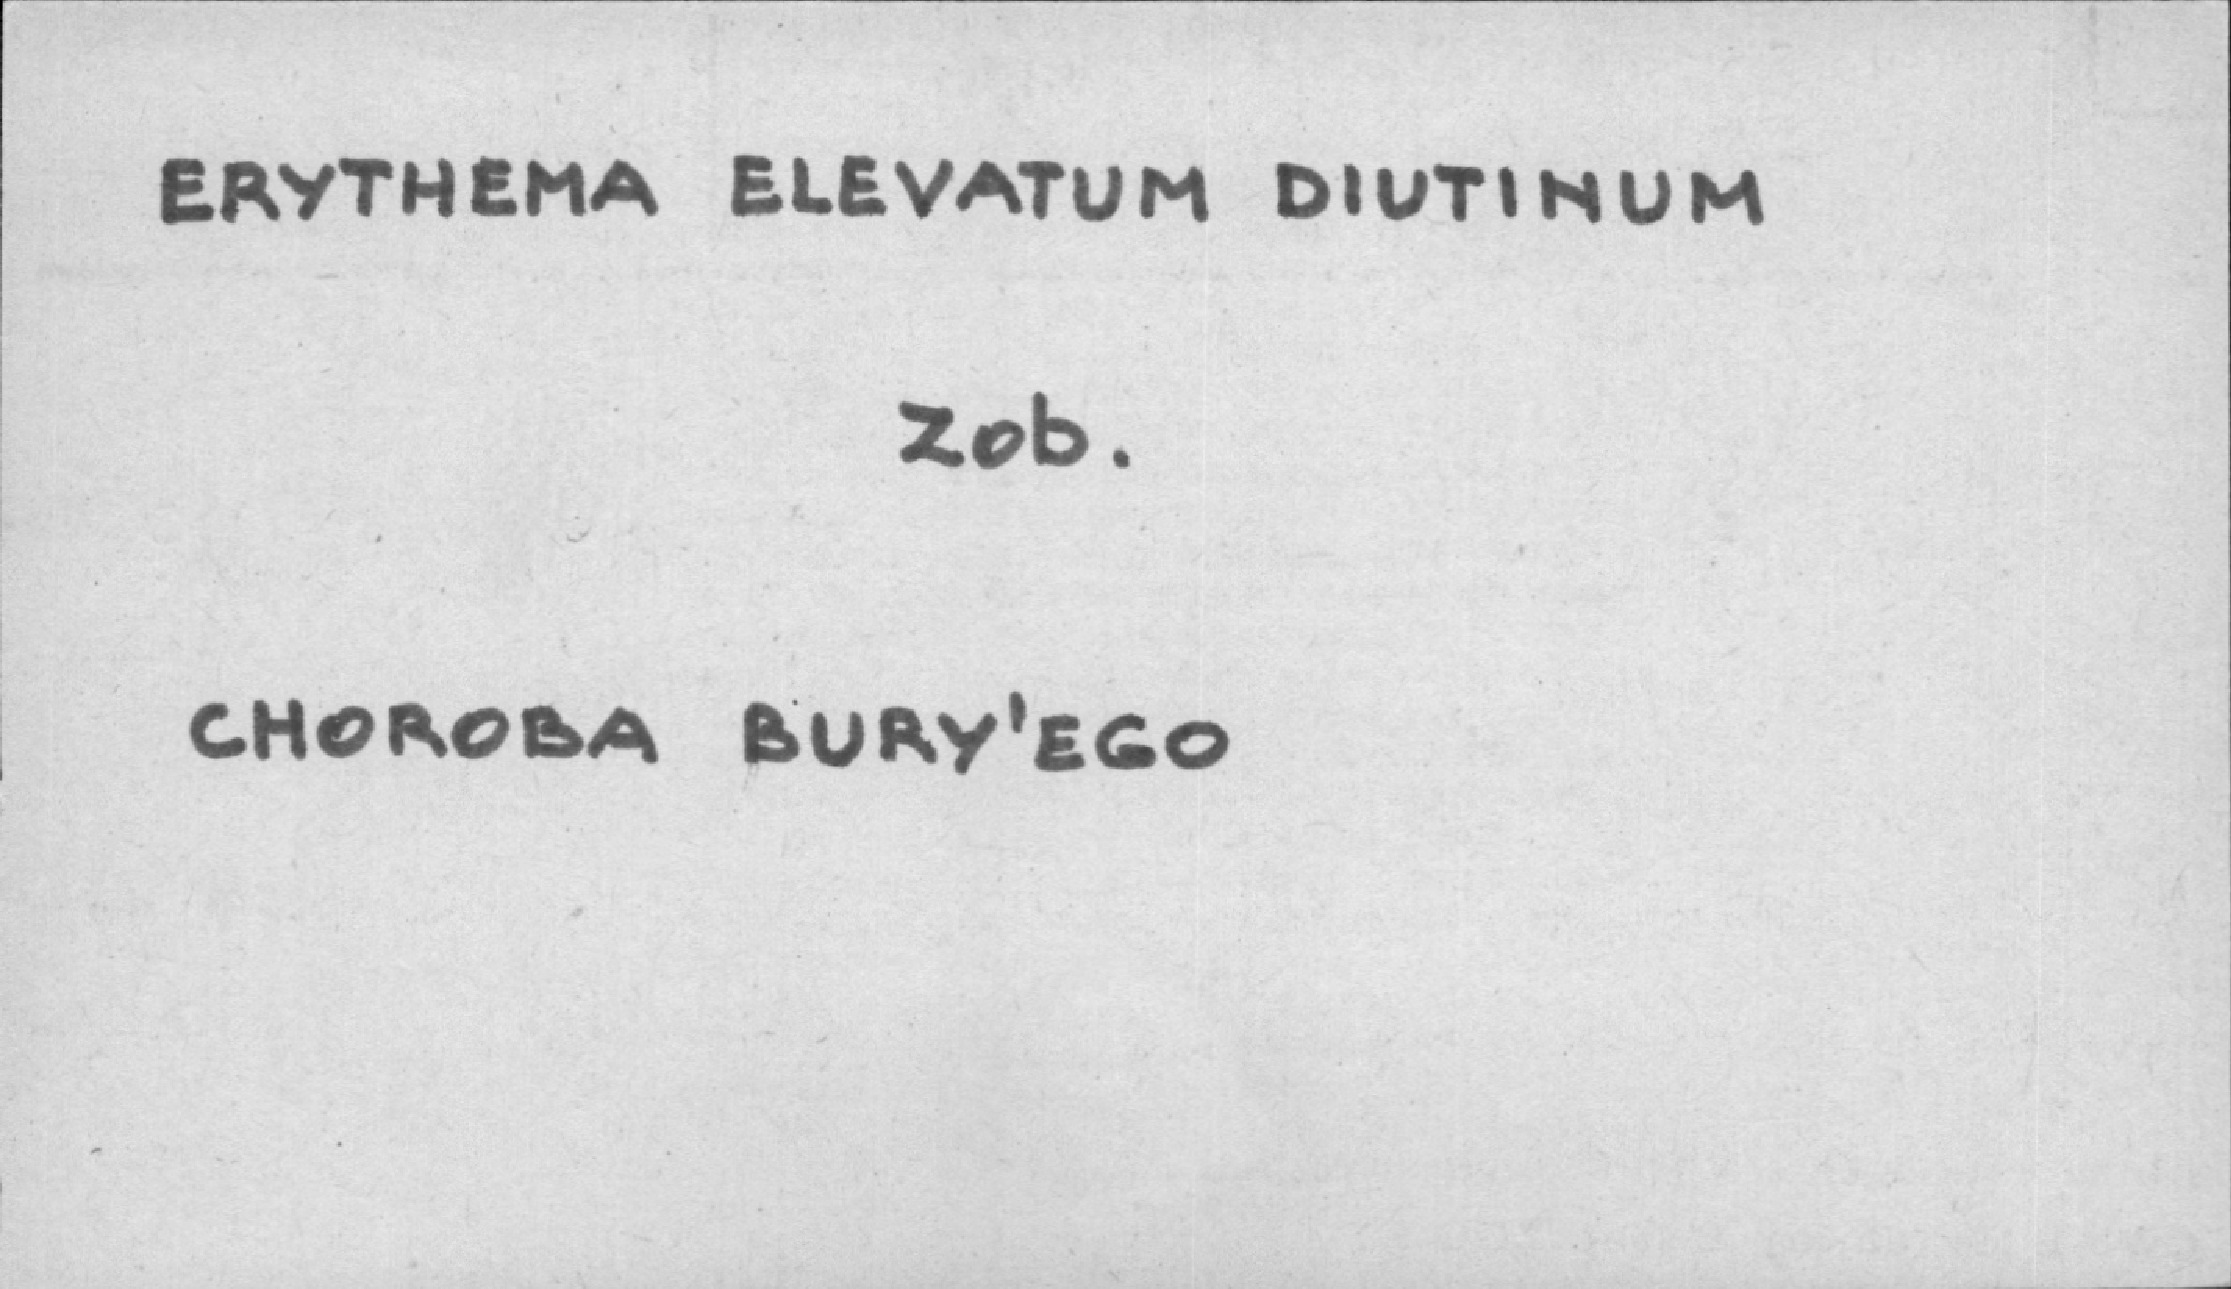 ERYTHEMA ELEVATUM DIUTINUM
Zob.
CHOROBA BURY'EGO